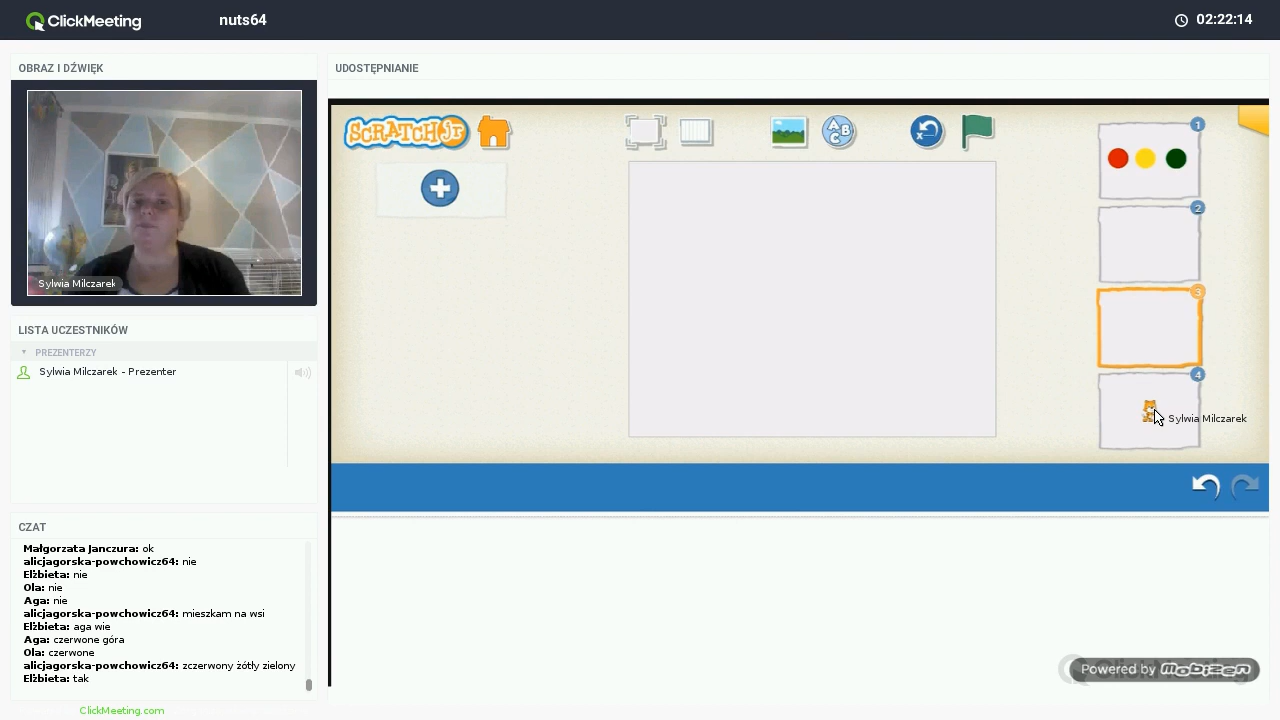 ClickMeeting
nuts64
02:22:14
OBRAZ I DŹWIĘK
Sylwia Milczarek
LISTA UCZESTNIKÓW
PREZENTERZY
Sylwia Milczarek - Prezenter
CZAT
Małgorzata Janczura: ok
alicjagorska-powchowicz64: nie
Elżbieta: nie
Ola: nie
Aga: nie
alicjagorska-powchowicz64: mieszkam na wsi
Elżbieta: aga wie
Aga: czerwone góra
Ola: czerwone
alicjagorska-powchowicz64: zczerwony żótły zielony
Elżbieta: tak
ClickMeeting.com
UDOSTĘPNIANIE
SCRATCH Jr
A B C
1
2
3
4
Sylwia Milczarek
Powered by mobizen